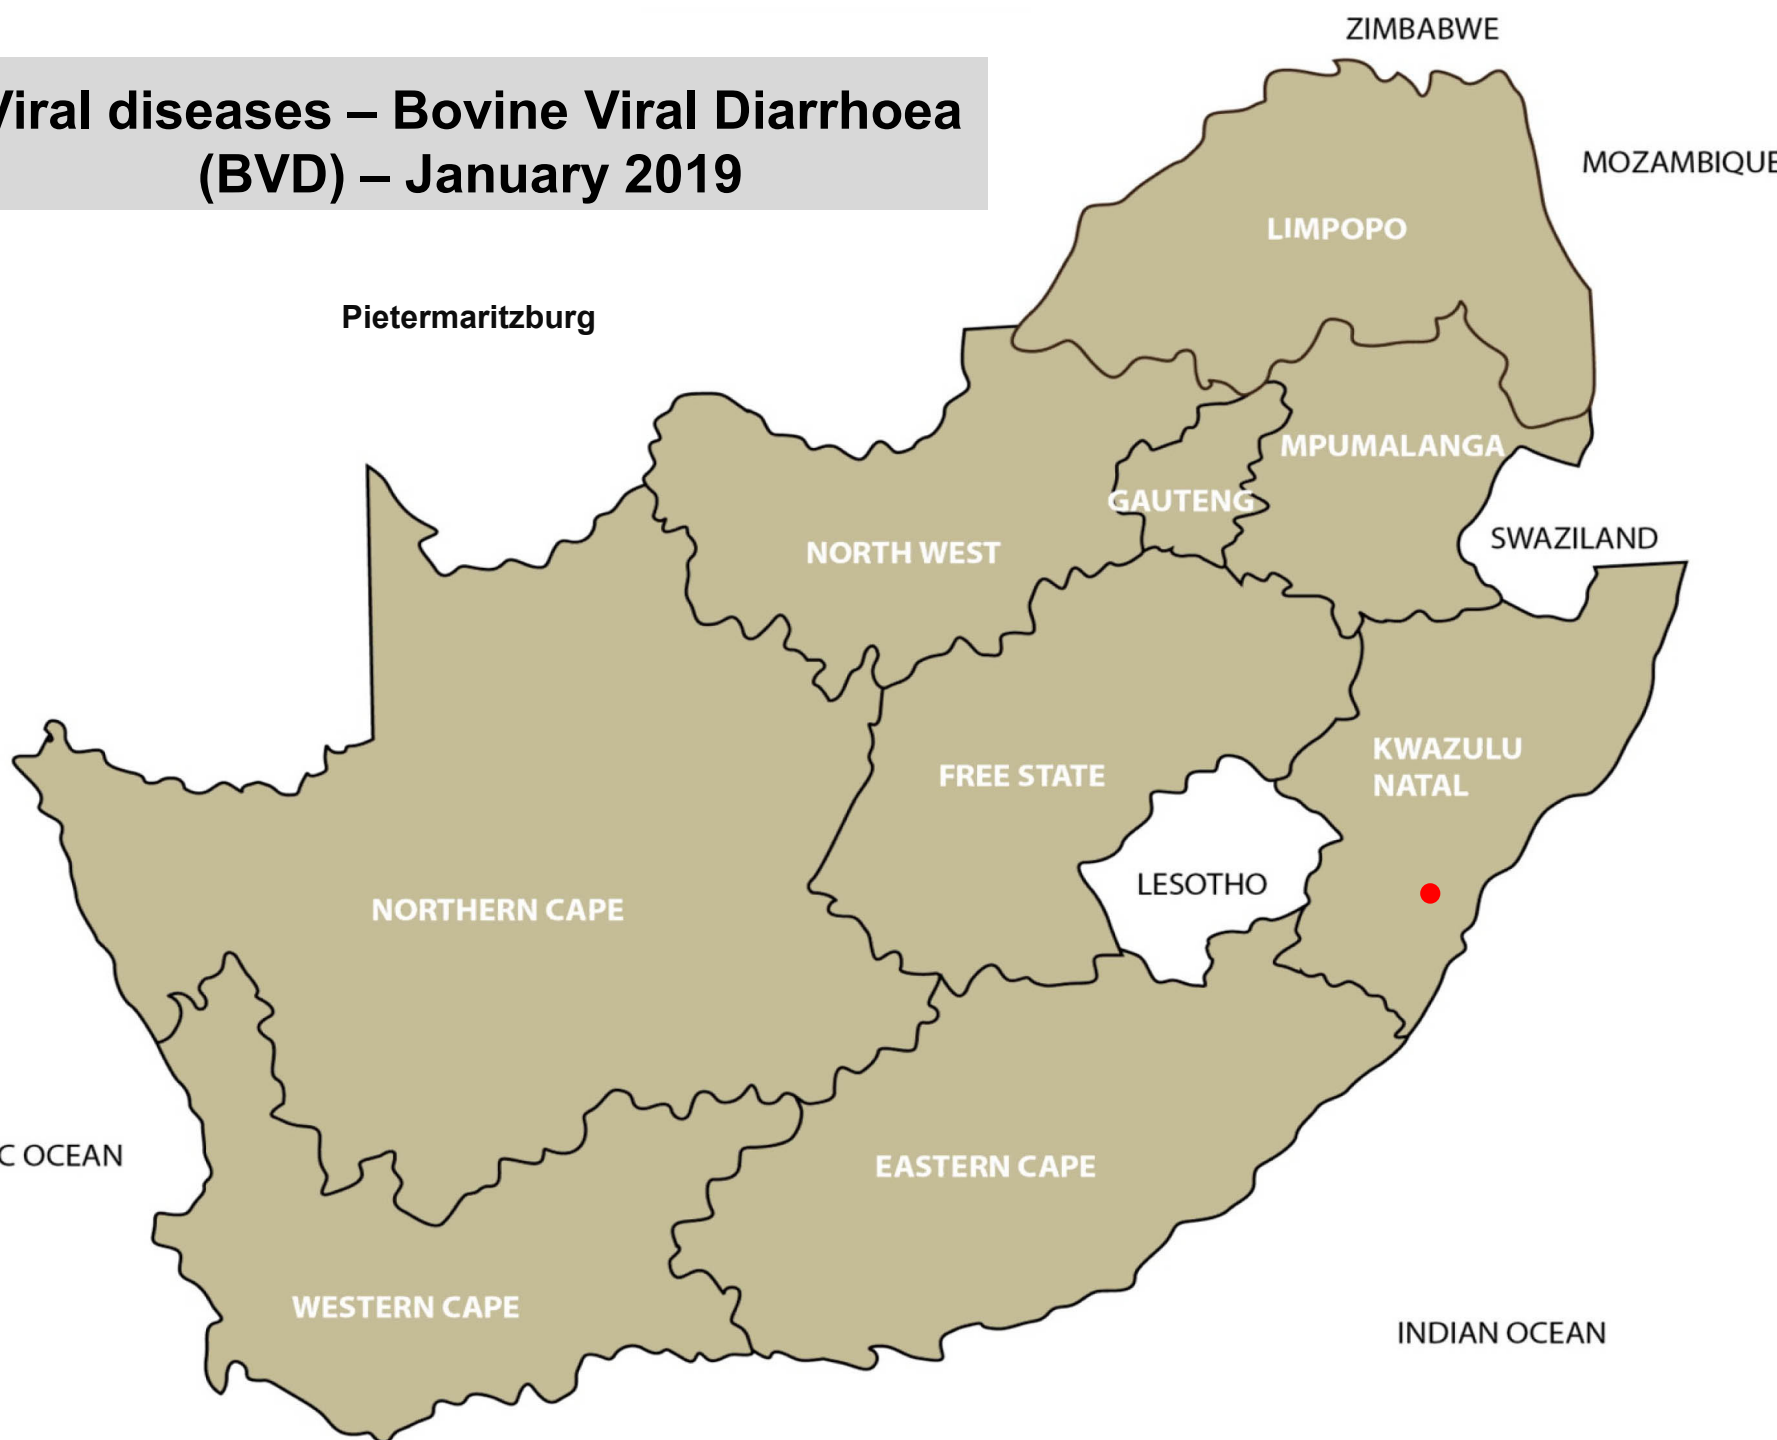 ZIMBABWE
Viral diseases – Bovine Viral Diarrhoea
(BVD) – January 2019
MOZAMBIQUE
LIMPOPO
Pietermaritzburg
MPUMALANGA
GAUTENG
SWAZILAND
NORTH WEST
KWAZULU
NATAL
FREE STATE
LESOTHO
NORTHERN CAPE
C OCEAN
EASTERN CAPE
WESTERN CAPE
INDIAN OCEAN